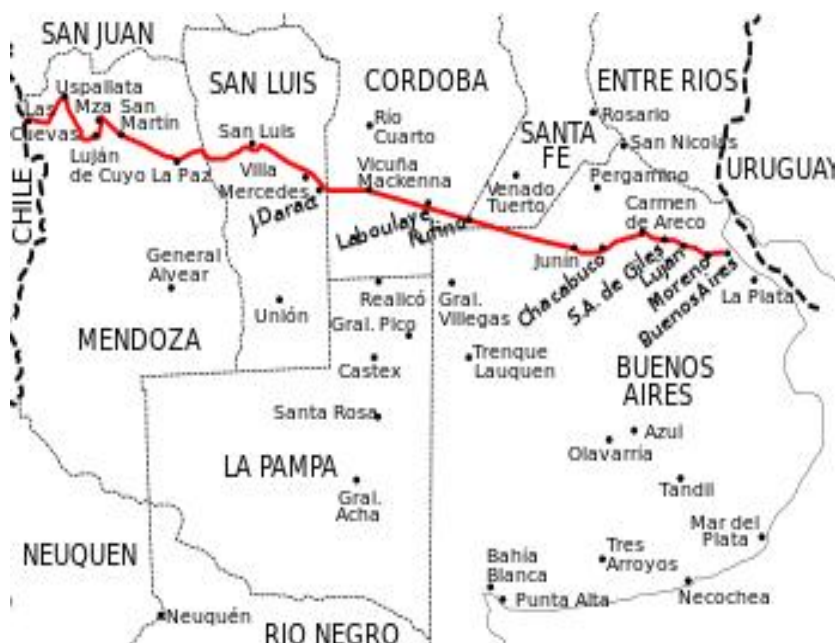 SAN JUAN
SAN LUIS
CORDOBA
ENTRE RIOS
SANTA
FE
URUGUAY
CHILE
Uspallata
Las
Cuevas
Mza
San
Martín
Luján
de Cuyo
La Paz
San Luis
Villa
Mercedes
J.Daract
Río
Cuarto
Vicuña
Mackenna
Laboulaye
Rufino
Venado
Tuerto
Rosario
San Nicolas
Pergamino
Carmen
de Areco
Junín
Chacabuco
S.A. de Giles
Luján
Moreno
BuenosAires
La Plata
General
Alvear
Unión
Realicó
Gral. Pico
Gral.
Villegas
MENDOZA
Castex
Trenque
Lauquen
BUENOS
AIRES
Santa Rosa
Azul
Olavarría
LA PAMPA
Gral.
Acha
Tandil
Mar del
Plata
NEUQUEN
Bahía
Blanca
Tres
Arroyos
Punta Alta
Necochea
Neuquén
RIO NEGRO